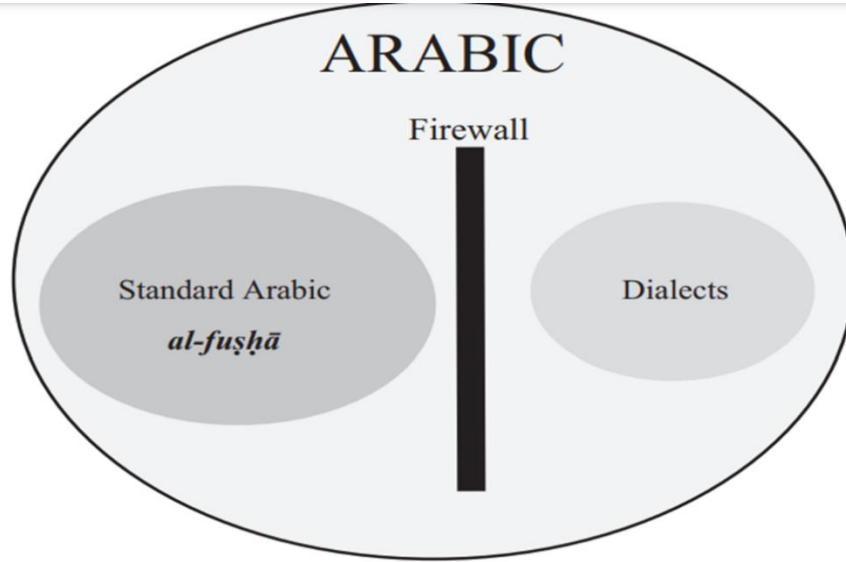 ARABIC
Firewall
Standard Arabic
al-fuṣḥā
Dialects